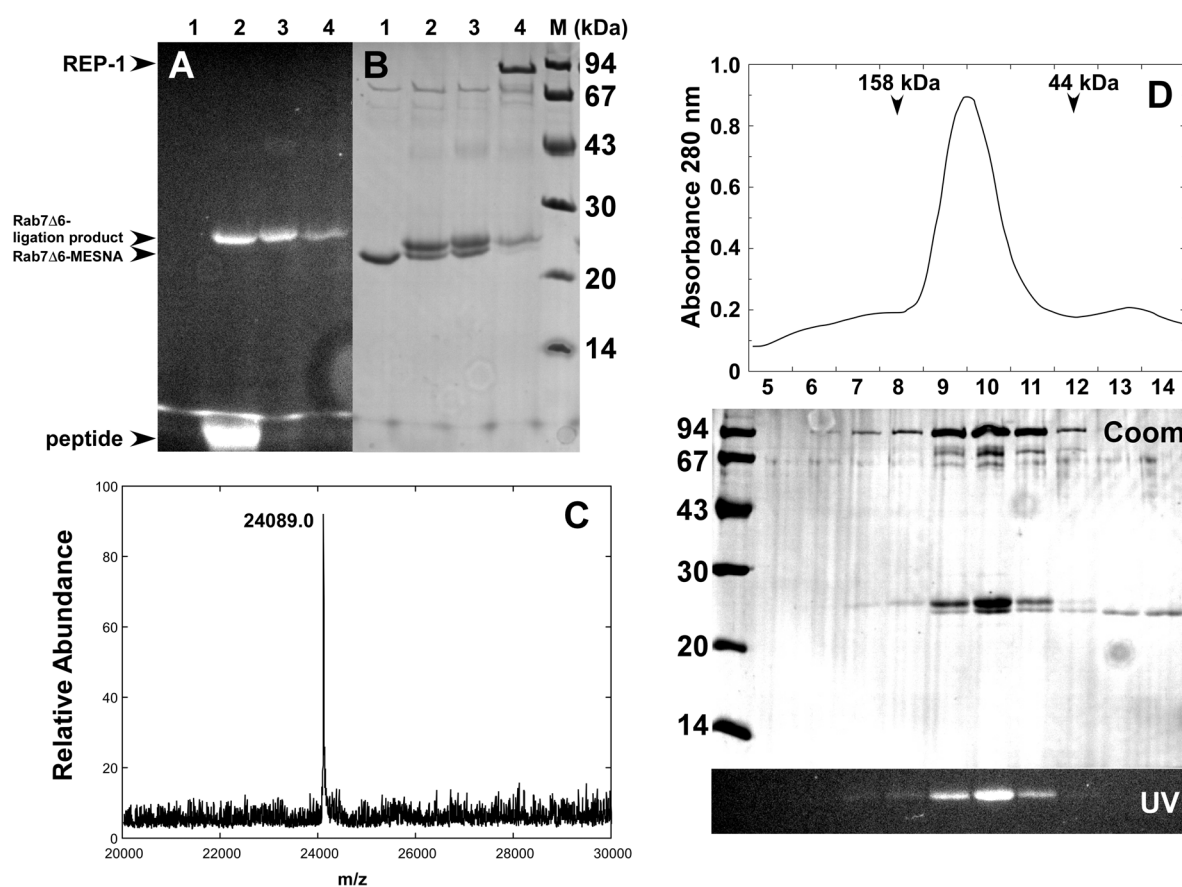 1 2 3 4 1 2 3 4 M (kDa)
REP-1
A
B
94
67
43
30
Rab7Δ6-
ligation product
Rab7Δ6-MESNA
20
14
peptide
C
24089.0
Relative Abundance
100
80
60
40
20
0
20000 22000 24000 26000 28000 30000
m/z
D
158 kDa 44 kDa
Absorbance 280 nm
1.0
0.8
0.6
0.4
0.2
0
5 6 7 8 9 10 11 12 13 14
94
Coom
67
43
30
20
14
UV